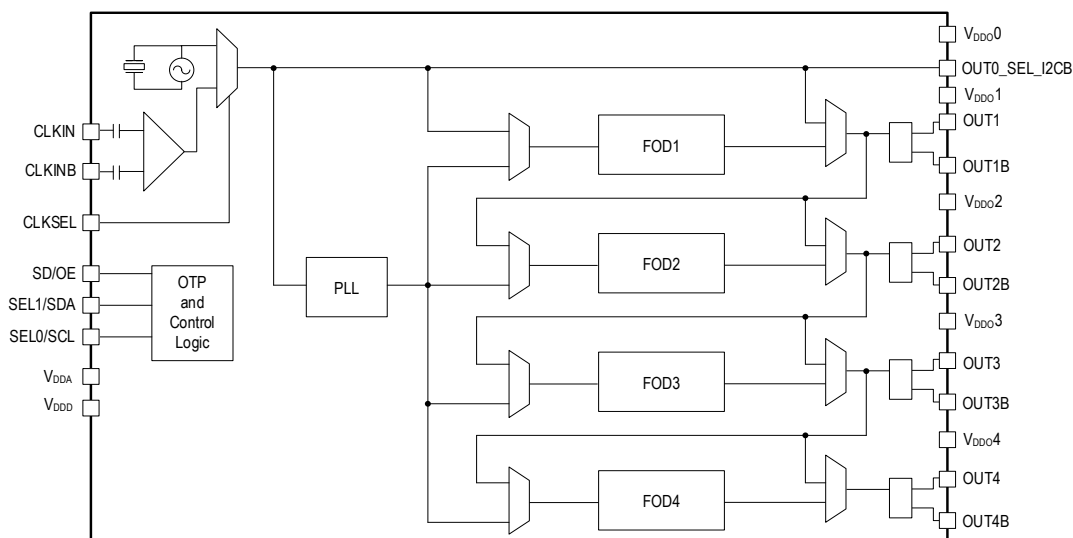 CLKIN
CLKINB
CLKSEL
SD/OE
SEL1/SDA
SEL0/SCL
VDDA
VDDD
OTP
and
Control
Logic
PLL
FOD1
FOD2
FOD3
FOD4
VDDO0
OUT0_SEL_I2CB
VDDO1
OUT1
OUT1B
VDDO2
OUT2
OUT2B
VDDO3
OUT3
OUT3B
VDDO4
OUT4
OUT4B